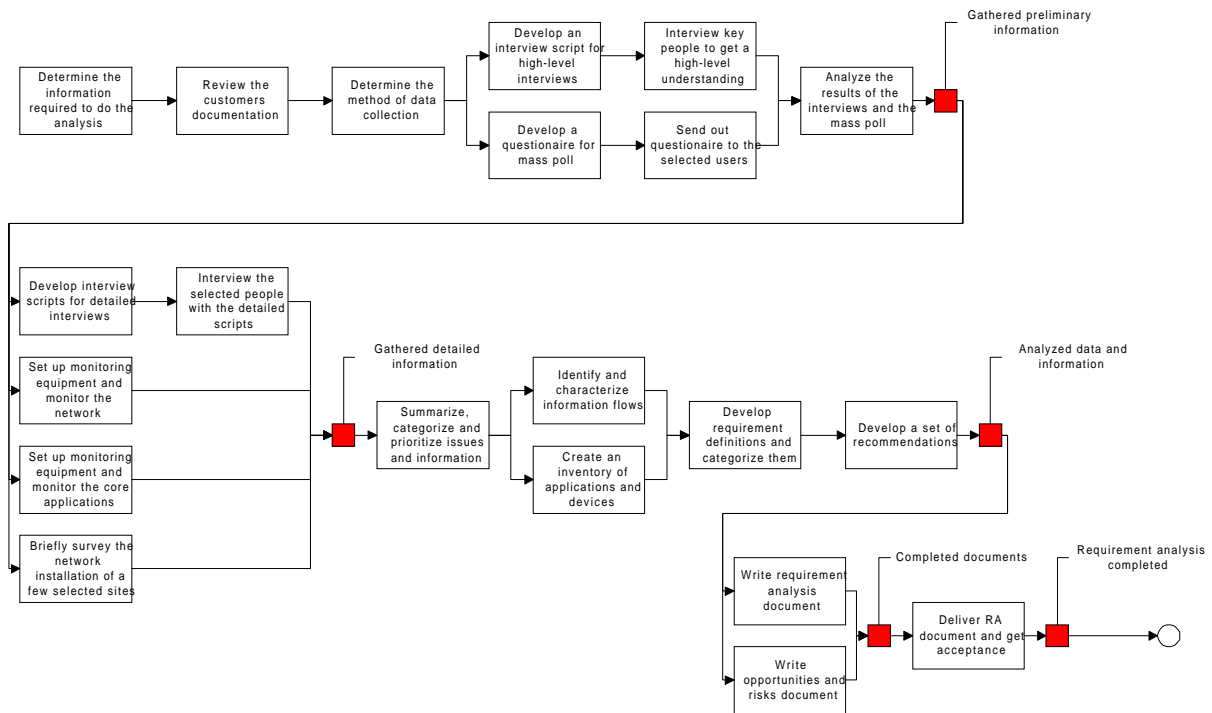 Gathered preliminary
information
Determine the
information
required to do the
analysis
Review the
customers
documentation
Determine the
method of data
collection
Develop an
interview script for
high-level
interviews
Interview key
people to get a
high-level
understanding
Develop a
questionaire for
mass poll
Send out
questionaire to the
selected users
Analyze the
results of the
interviews and the
mass poll
Develop interview
scripts for detailed
interviews
Interview the
selected people
with the detailed
scripts
Set up monitoring
equipment and
monitor the
network
Set up monitoring
equipment and
monitor the core
applications
Briefly survey the
network
installation of a
few selected sites
Gathered detailed
information
Summarize,
categorize and
prioritize issues
and information
Identify and
characterize
information flows
Create an
inventory of
applications and
devices
Develop
requirement
definitions and
categorize them
Develop a set of
recommendations
Analyzed data and
information
Write requirement
analysis
document
Write
opportunities and
risks document
Completed documents
Deliver RA
document and get
acceptance
Requirement analysis
completed